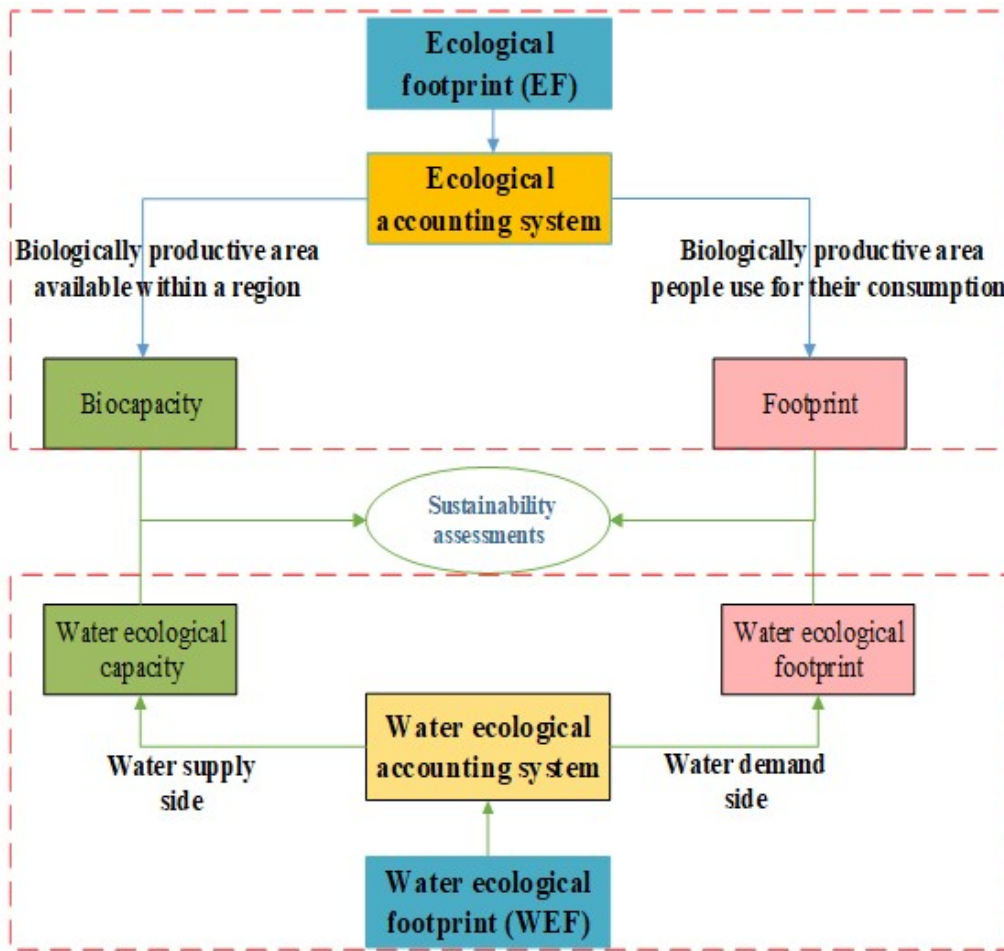 Ecological
footprint (EF)
Ecological
accounting system
Biologically productive area
available within a region
Biologically productive area
people use for their consumption
Biocapacity
Footprint
Sustainability
assessments
Water ecological
capacity
Water ecological
footprint
Water ecological
accounting system
Water supply
side
Water demand
side
Water ecological
footprint (WEF)